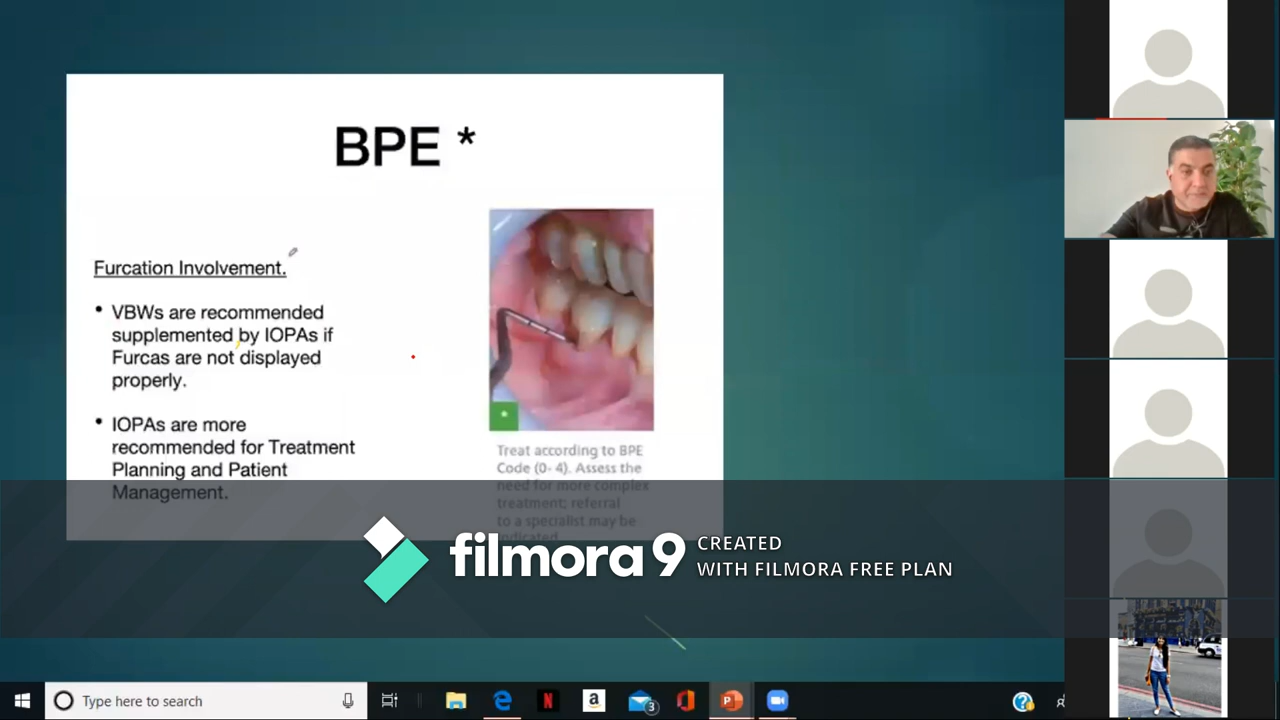 BPE *
Furcation Involvement.
• VBWs are recommended
supplemented by IOPAs if
Furcas are not displayed
properly.
• IOPAs are more
recommended for Treatment
Planning and Patient
Management.
*
Treat according to BPE
Code (0-4). Assess the
need for more complex
treatment; referral
to a specialist may be
indicated.
filmora 9
CREATED
WITH FILMORA FREE PLAN
Type here to search
N
a
3
P
?